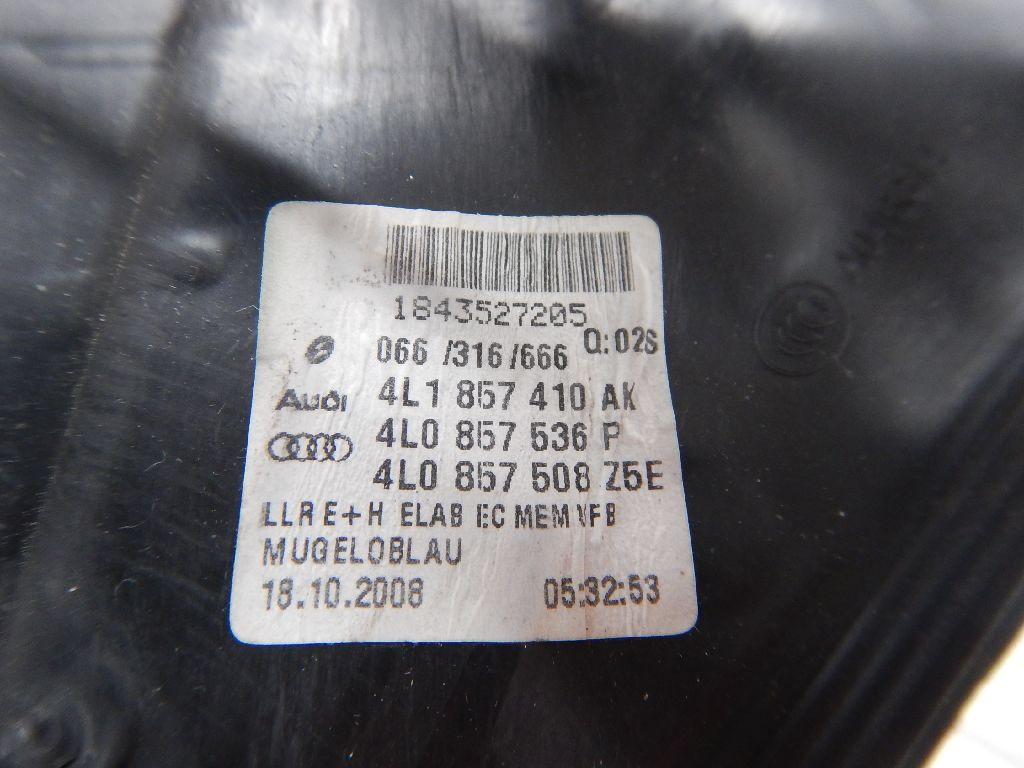 1843527205
066 /316/666 Q:02S
Audi 4L1 857 410 AK
4L0 857 536 P
4L0 857 508 Z5E
LLR E+H ELAB EC MEM VFB
MUGELOBLAU
18.10.2008 05:32:53